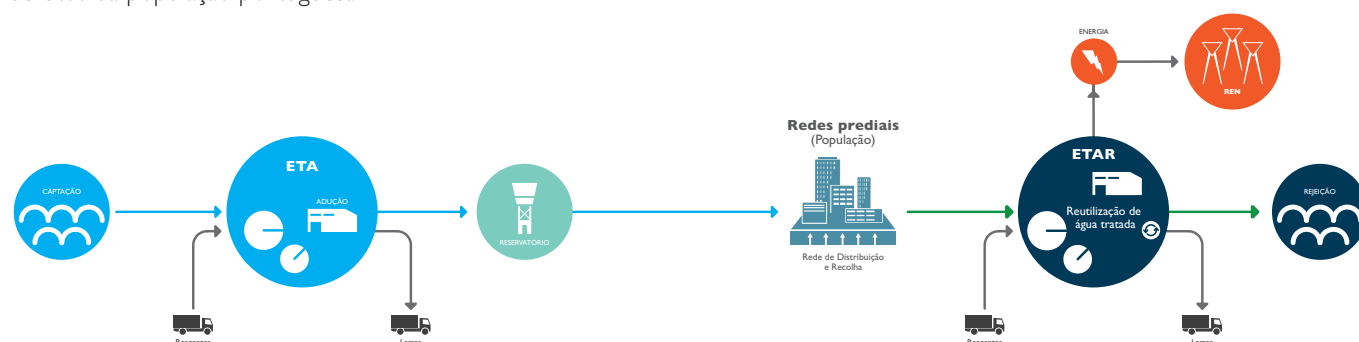 ENERGIA
REN
Redes prediais
(População)
ETA
ETAR
CAPTAÇÃO
ADUÇÃO
RESERVATÓRIO
Reutilização de
água tratada
REJEIÇÃO
Rede de Distribuição
e Recolha